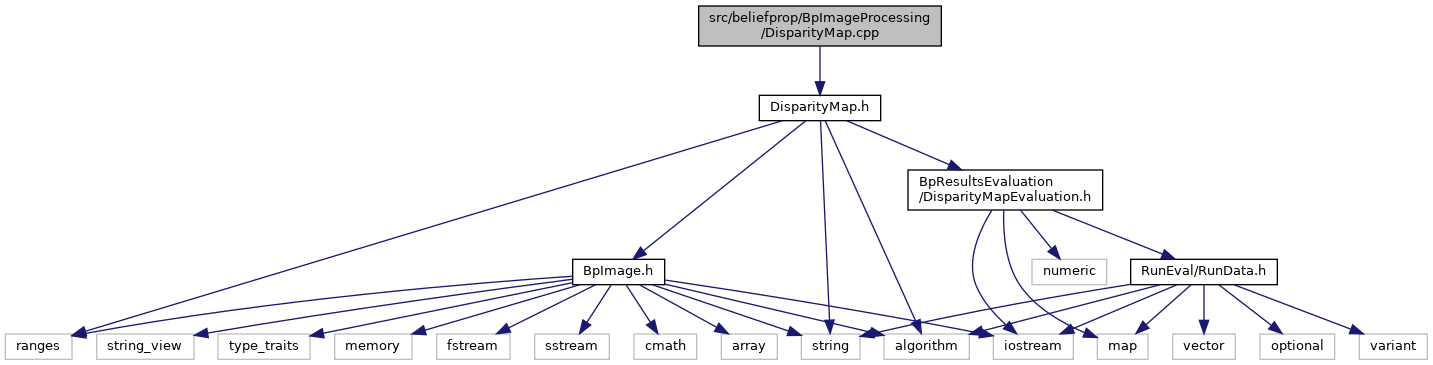 src/beliefprop/BpImageProcessing
/DisparityMap.cpp
DisparityMap.h
BpResultsEvaluation
/DisparityMapEvaluation.h
BpImage.h
numeric
RunEval/RunData.h
ranges
string_view
type_traits
memory
fstream
sstream
cmath
array
string
algorithm
iostream
map
vector
optional
variant